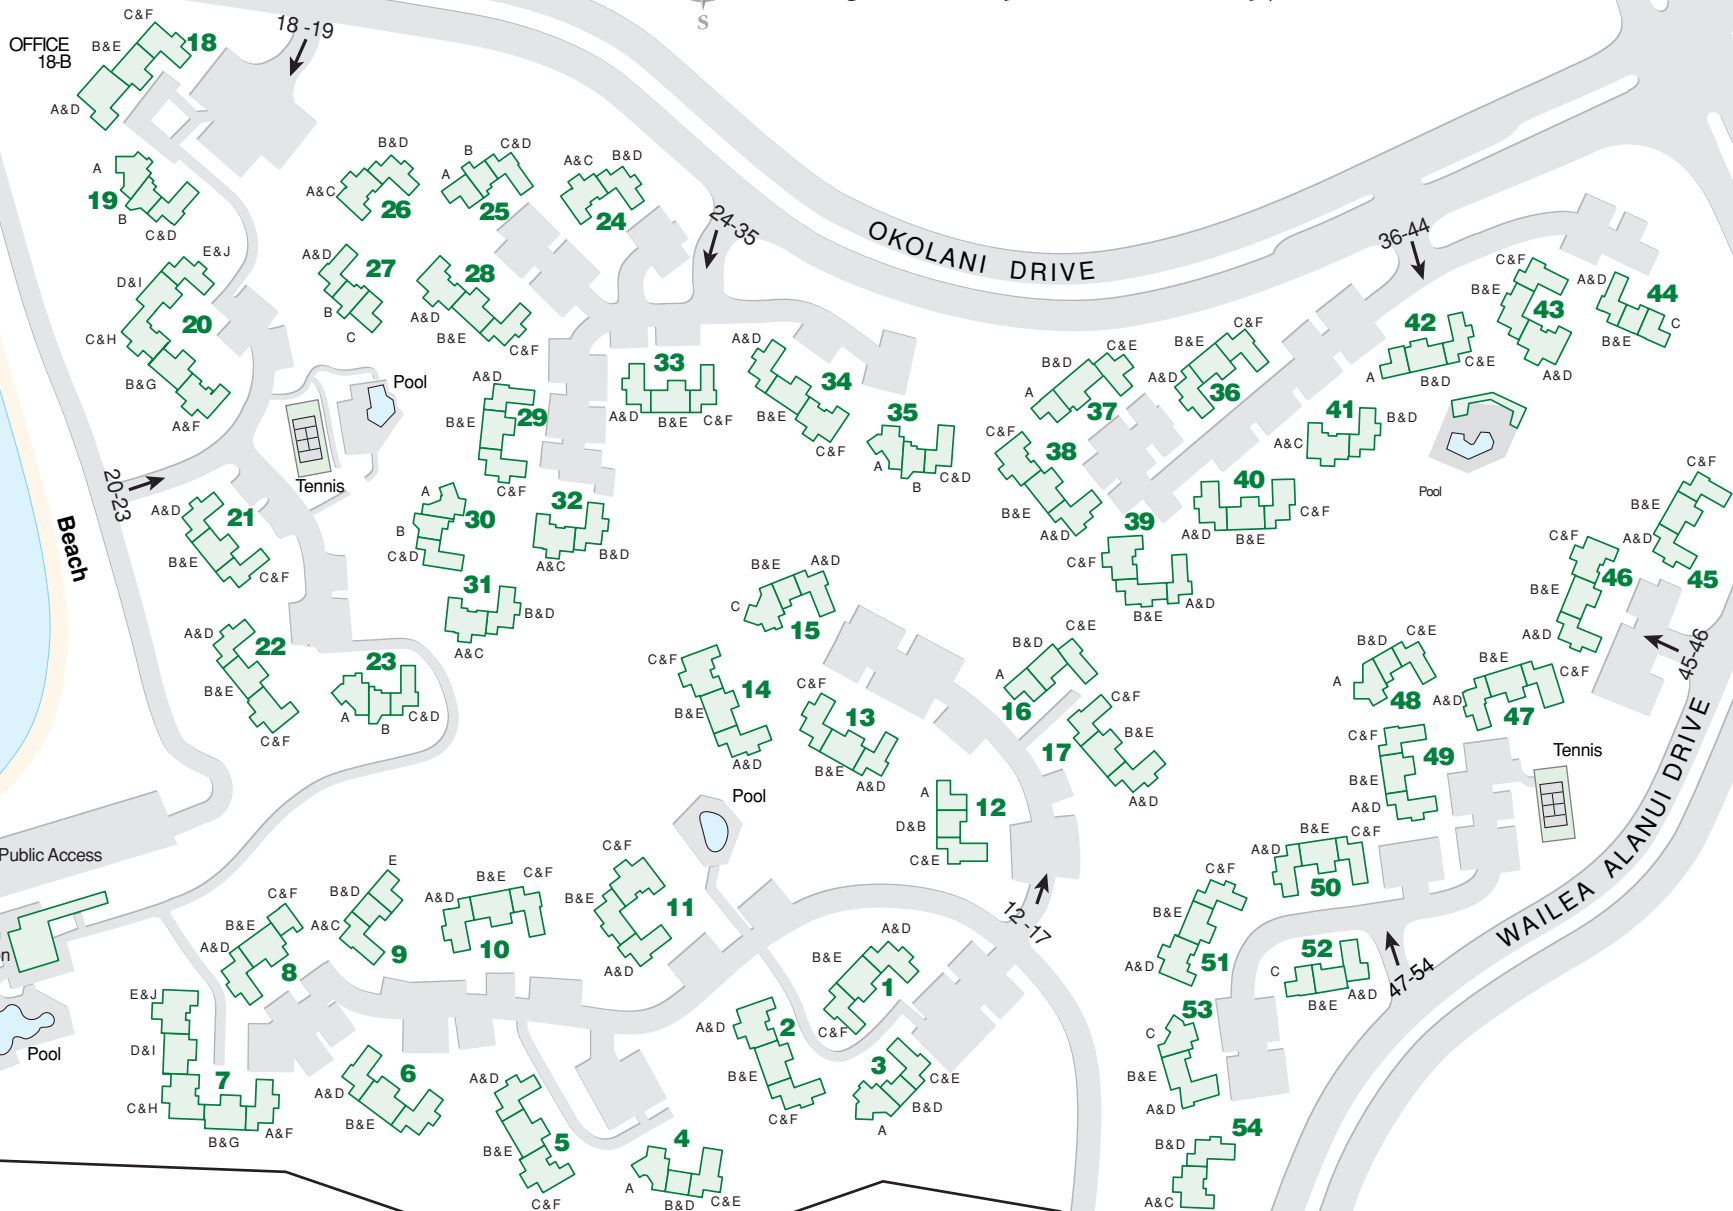 S
C&F
18
18 -19
OFFICE
18-B
B&E
A&D
A
19
B
C&D
B&D
A&C
26
B
C&D
A
25
A&C
B&D
24
24-35
OKOLANI DRIVE
36-44
E&J
D&I
20
C&H
B&G
A&F
A&D
27
B
C
28
A&D
B&E
C&F
Pool
Tennis
20-23
Beach
A&D
B&E
29
C&F
33
A&D
B&E
C&F
A&D
34
B&E
C&F
35
A
B
C&D
C&E
B&D
A
37
C&F
B&E
A&D
36
42
A
B&D
C&E
C&F
B&E
43
A&D
A&D
44
C
B&E
41
B&D
A&C
Pool
C&F
38
B&E
A&D
40
A&D
B&E
C&F
39
C&F
B&E
A&D
C&F
B&E
A&D
45
C&F
46
B&E
A&D
45-46
A&D
21
B&E
C&F
A
30
B
C&D
32
A&C
B&D
31
B&D
A&C
A&D
22
B&E
C&F
23
A
B
C&D
B&E
A&D
C
15
C&F
14
B&E
A&D
C&F
13
B&E
A&D
C&E
B&D
A
16
C&F
17
B&E
A&D
A
12
D&B
C&E
B&D
C&E
A
48
B&E
C&F
A&D
47
C&F
49
B&E
A&D
Tennis
WAILEA ALANUI DRIVE
Public Access
Pool
12 -17
C&F
B&E
A&D
8
E
B&D
A&C
9
A&D
B&E
C&F
10
C&F
B&E
11
A&D
B&E
C&F
A&D
50
C&F
B&E
A&D
51
52
C
B&E
A&D
47-54
n
Pool
E&J
D&I
7
C&H
B&G
A&F
6
A&D
B&E
A&D
B&E
5
C&F
4
A
B&D
C&E
A&D
2
B&E
C&F
A&D
B&E
1
C&F
3
C&E
B&D
A
53
C
B&E
A&D
54
B&D
A&C